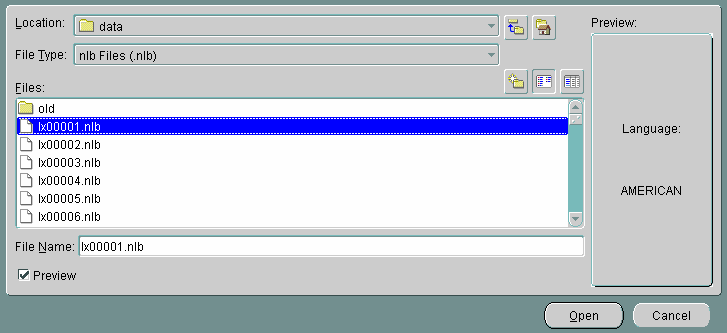 Location: data
Preview:
File Type: nlb Files (.nlb)
Files:
old
lx00001.nlb
lx00002.nlb
lx00003.nlb
lx00004.nlb
lx00005.nlb
lx00006.nlb
Language:
AMERICAN
File Name: lx00001.nlb
Preview
Open Cancel